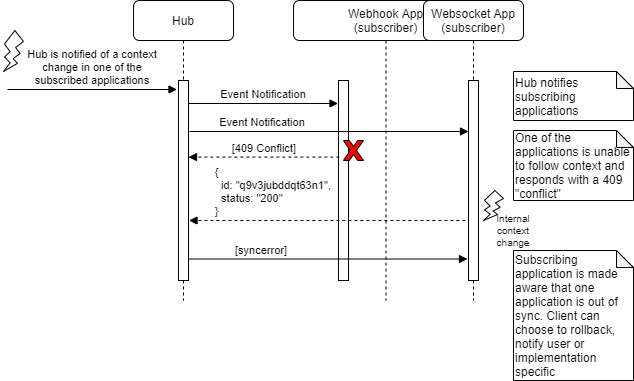 Hub
Webhook App
(subscriber)
Websocket App
(subscriber)
Hub is notified of a context
change in one of the
subscribed applications
Event Notification
Event Notification
[409 Conflict]
{
id: "q9v3jubddqt63n1",
status: "200"
}
[syncerror]
Hub notifies
subscribing
applications
One of the
applications is unable
to follow context and
responds with a 409
"conflict"
Internal
context
change
Subscribing
application is made
aware that one
application is out of
sync. Client can
choose to rollback,
notify user or
implementation
specific